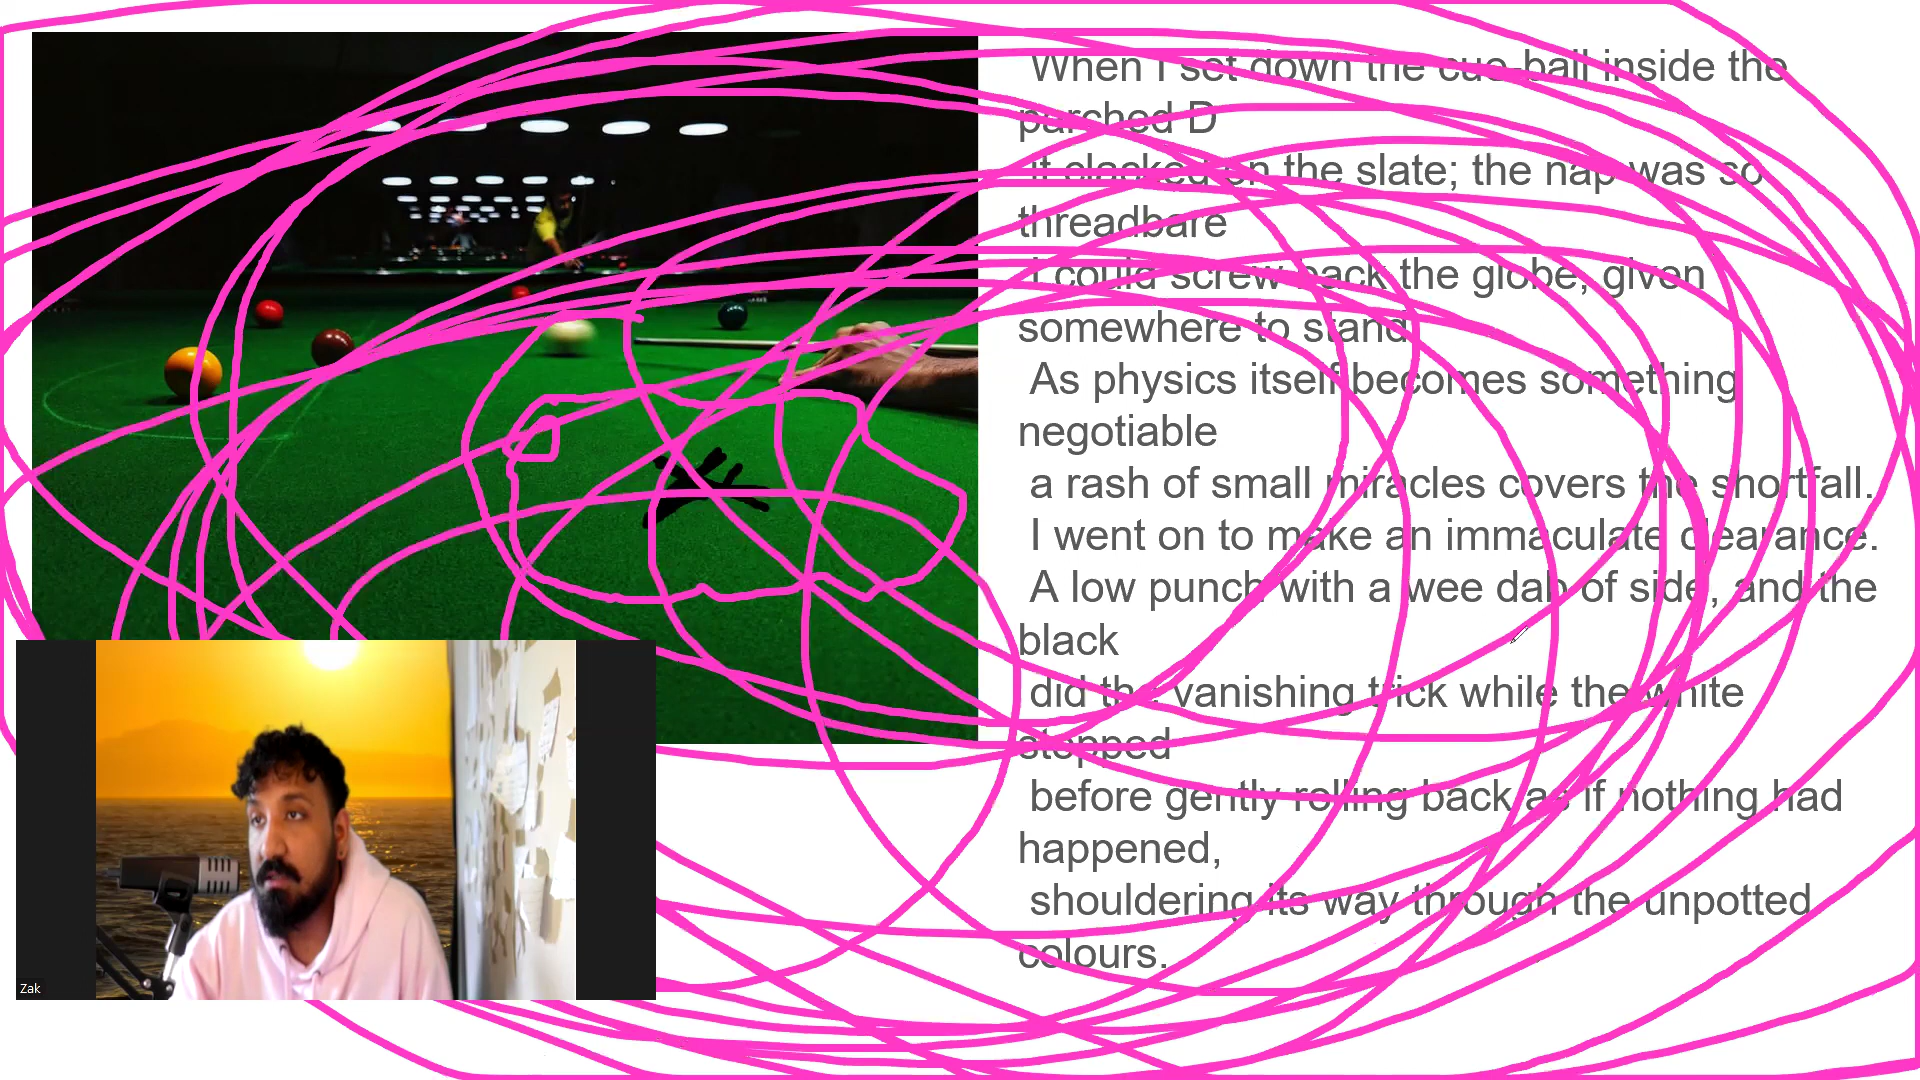 When I set down the cue-ball inside the
parched D
it clacked on the slate; the nap was so
threadbare
I could screw back the globe, given
somewhere to stand.
As physics itself becomes something
negotiable
a rash of small miracles covers the shortfall.
I went on to make an immaculate clearance.
A low punch with a wee dab of side, and the
black
did the vanishing trick while the white
stopped
before gently rolling back as if nothing had
happened,
shouldering its way through the unpotted
colours.
Zak